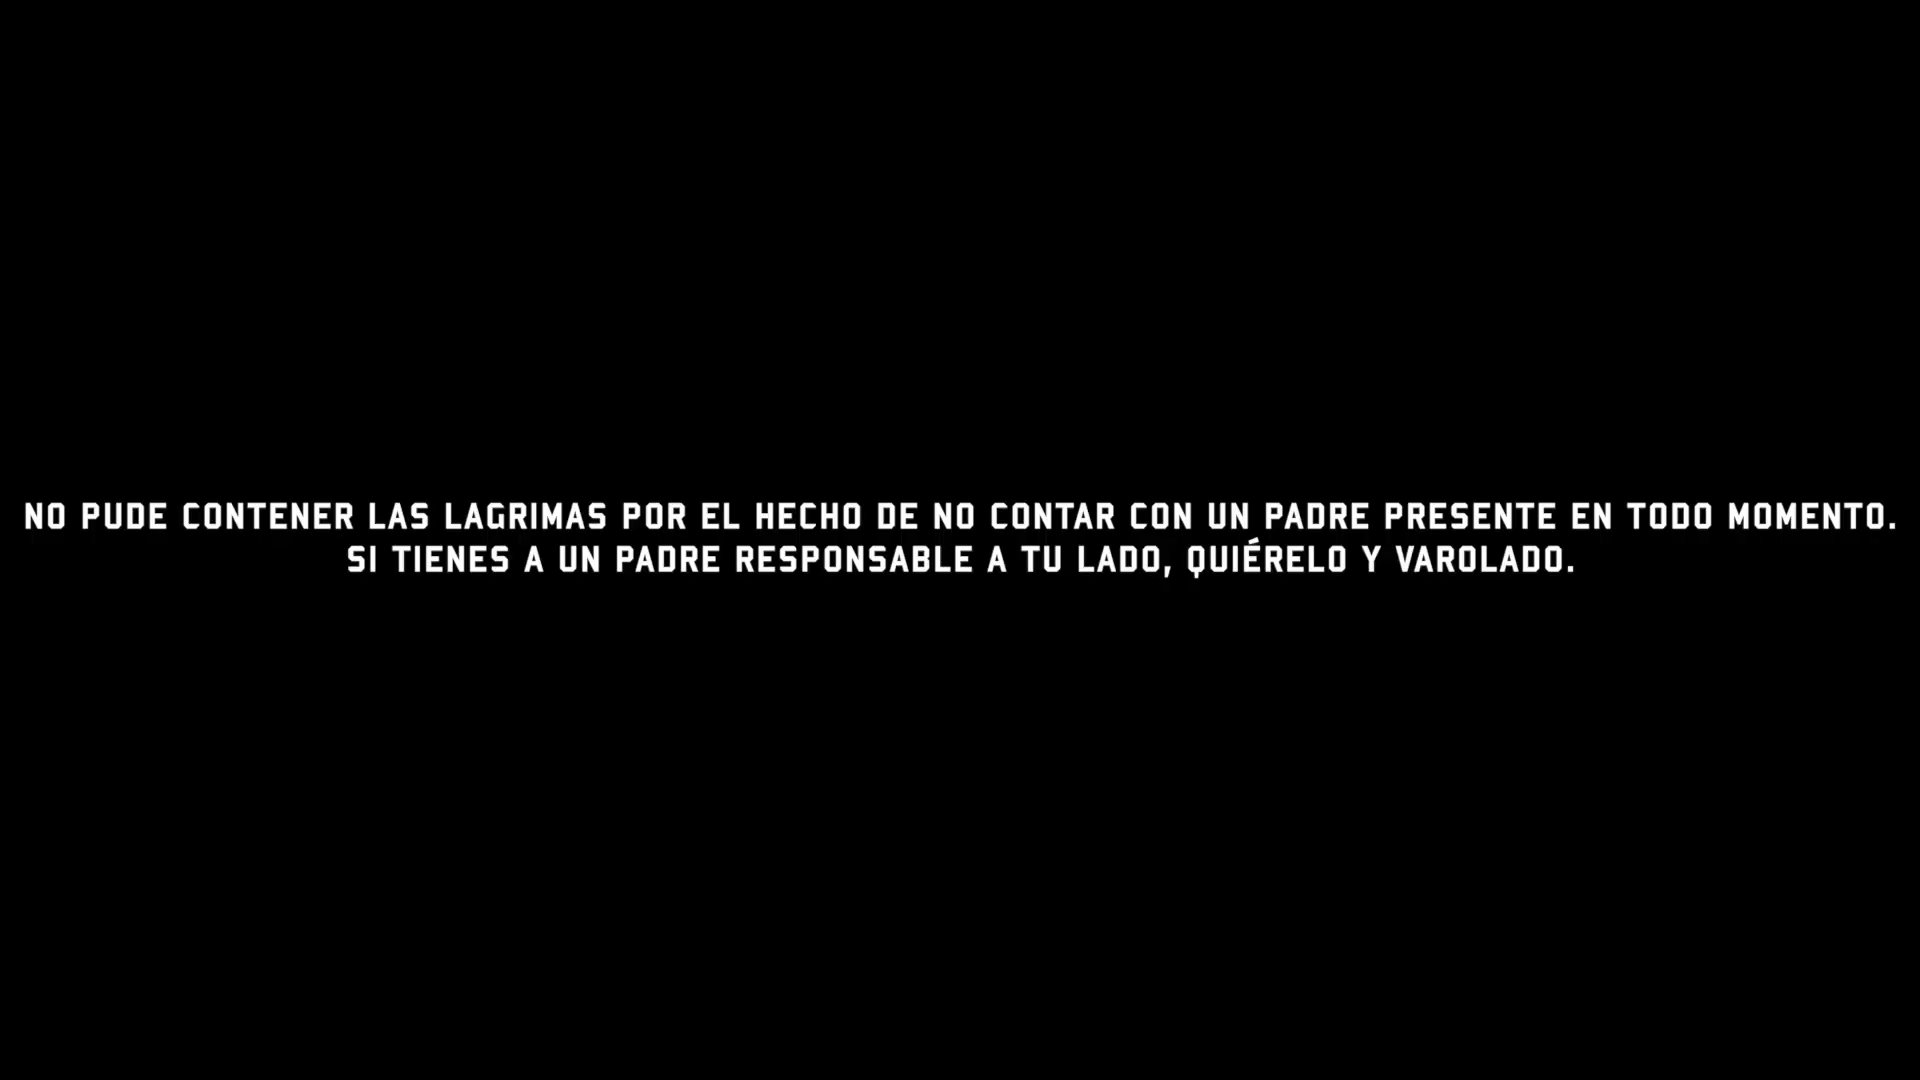 NO PUDE CONTENER LAS LAGRIMAS POR EL HECHO DE NO CONTAR CON UN PADRE PRESENTE EN TODO MOMENTO.
SI TIENES A UN PADRE RESPONSABLE A TU LADO, QUIÉRELO Y VAROLADO.